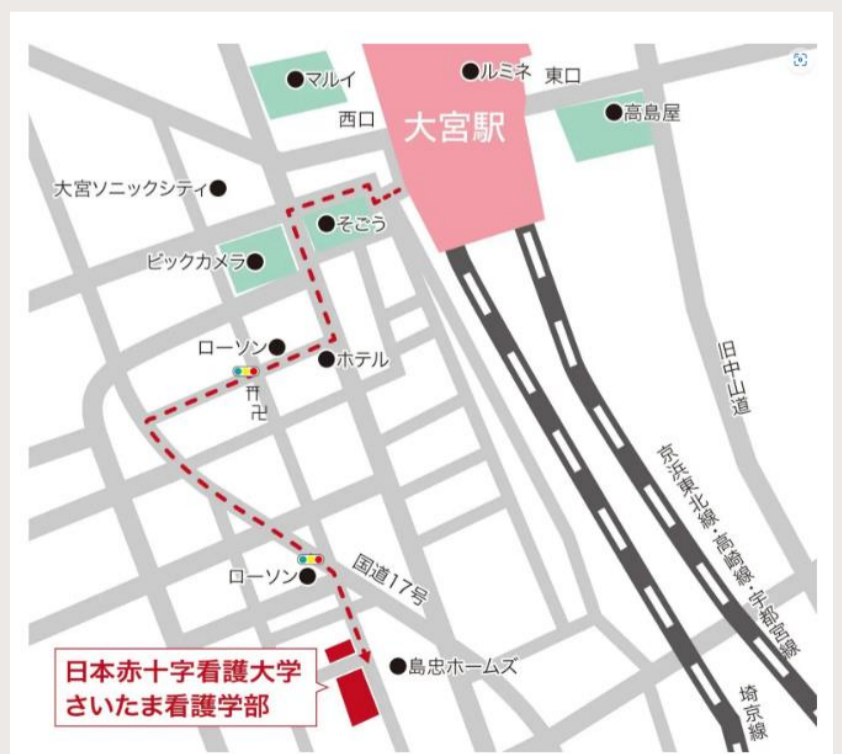 マルイ
ルミネ
東口
西口
大宮駅
高島屋
大宮ソニックシティ
そごう
ビックカメラ
ローソン
ホテル
旧中山道
卍
京浜東北線・高崎線・宇都宮線
国道17号
ローソン
島忠ホームズ
日本赤十字看護大学
さいたま看護学部
埼京線